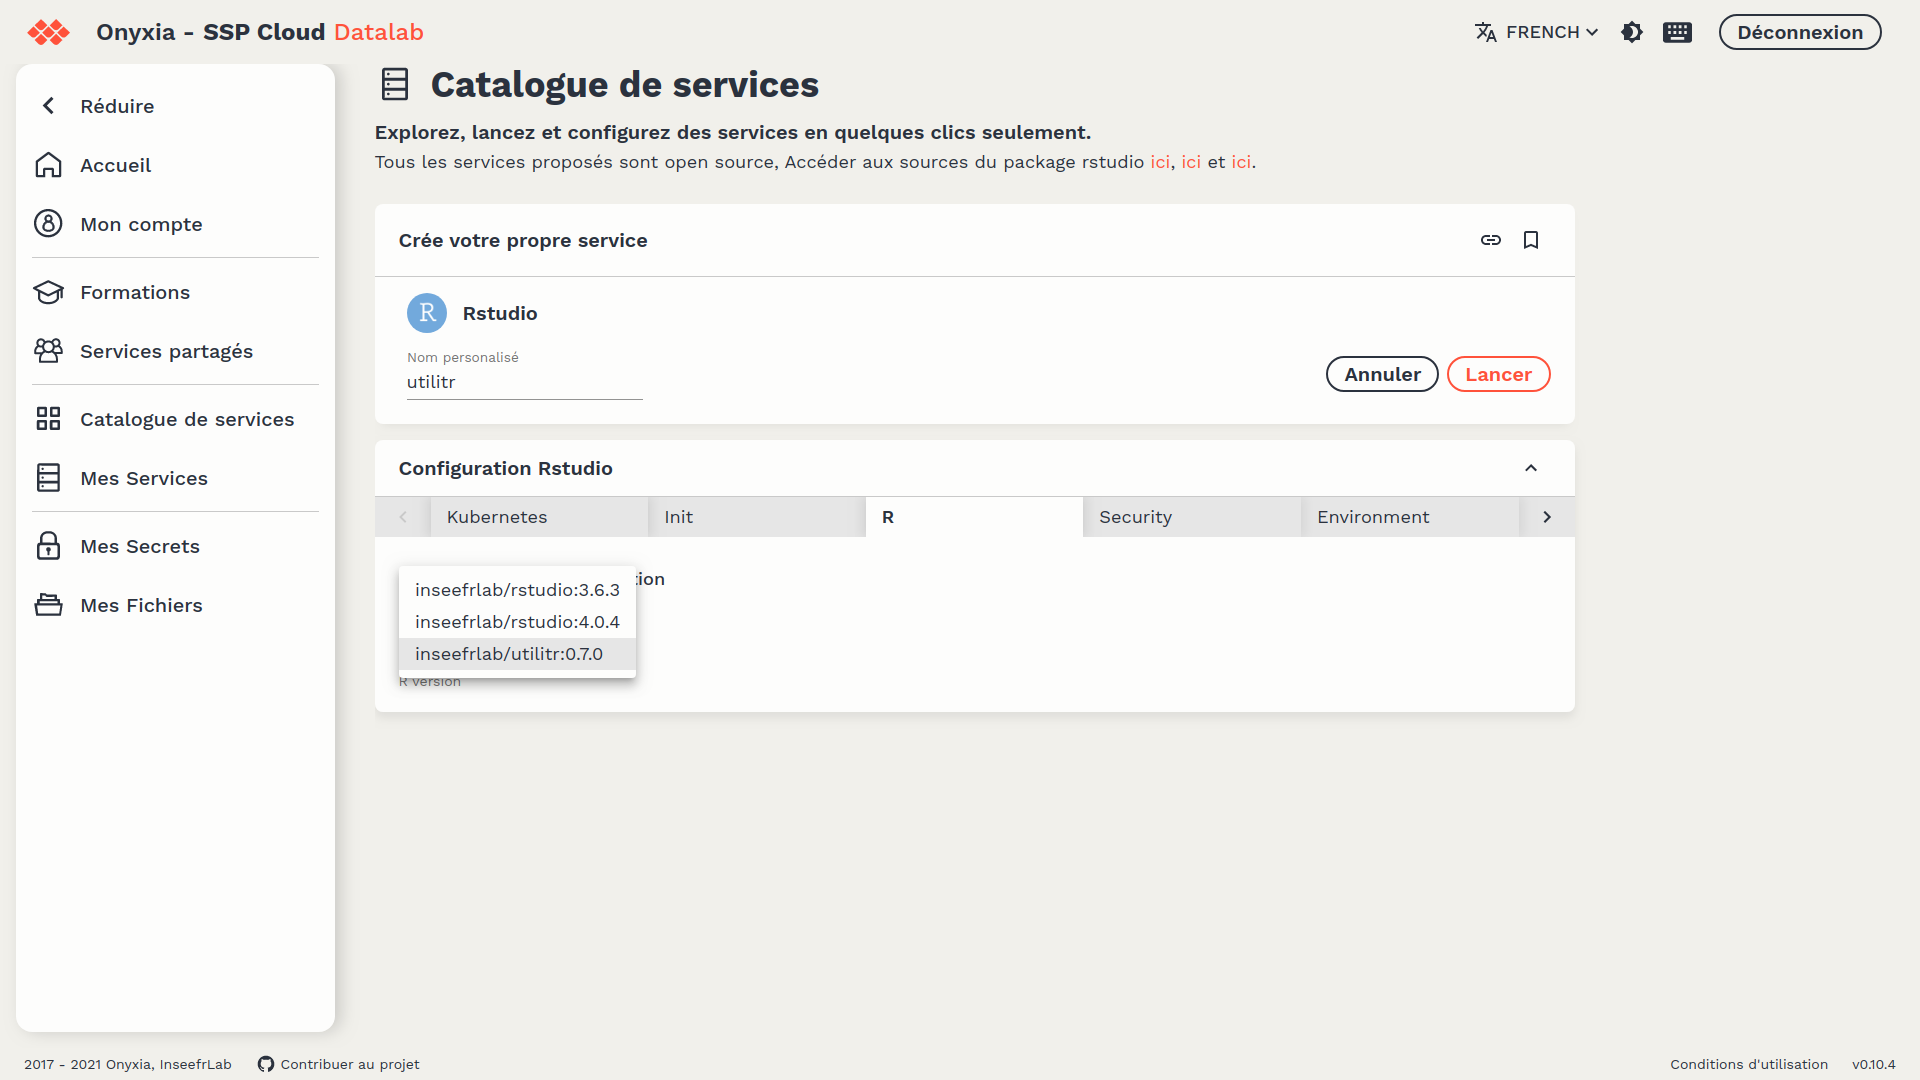 Onyxia - SSP Cloud Datalab
FRENCH
Déconnexion
Réduire
Accueil
Mon compte
Formations
Services partagés
Catalogue de services
Mes Services
Mes Secrets
Mes Fichiers
Catalogue de services
Explorez, lancez et configurez des services en quelques clics seulement.
Tous les services proposés sont open source, Accéder aux sources du package rstudio ici, ici et ici.
Crée votre propre service
R
Rstudio
Nom personalisé
utilitr
Annuler
Lancer
Configuration Rstudio
Kubernetes
Init
R
Security
Environment
inseefrlab/rstudio:3.6.3
inseefrlab/rstudio:4.0.4
inseefrlab/utilitr:0.7.0
R version
2017 - 2021 Onyxia, InseefrLab
Contribuer au projet
Conditions d'utilisation
v0.10.4